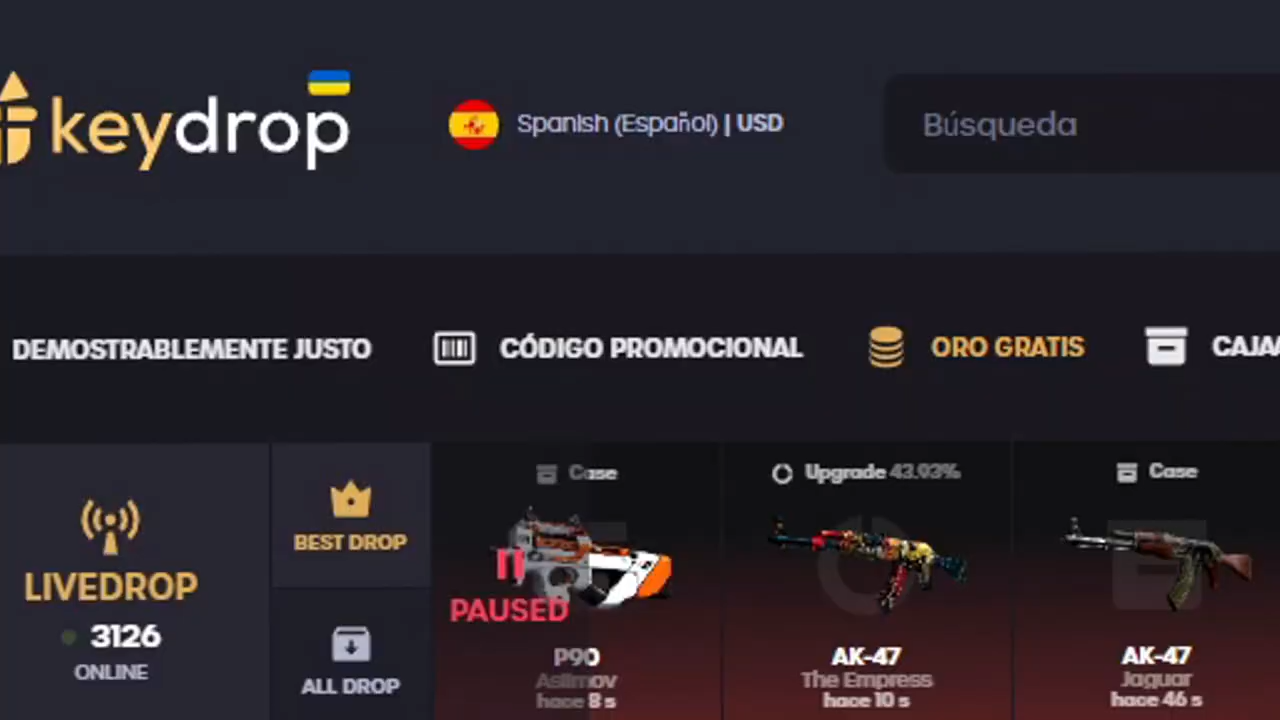 keydrop
Spanish (Español) | USD
Búsqueda
DEMOSTRABLEMENTE JUSTO
CÓDIGO PROMOCIONAL
ORO GRATIS
LIVEDROP
3126
ONLINE
BEST DROP
ALL DROP
Case
PAUSED
P90
Asiimov
hace 8 s
Upgrade 43.93%
AK-47
The Empress
hace 10 s
Case
AK-47
Jaguar
hace 46 s